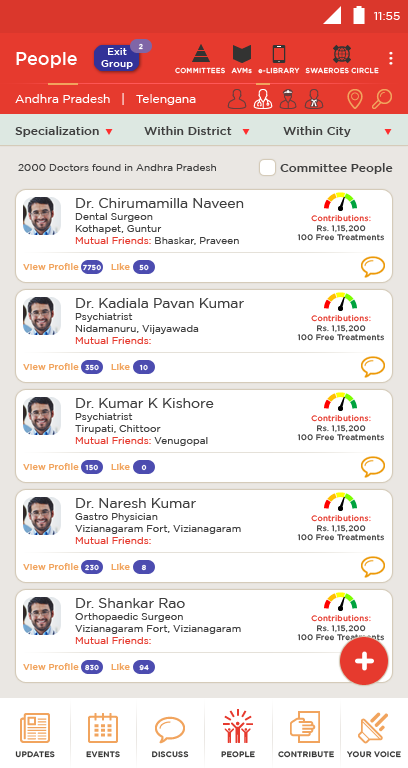 11:55
People
Exit Group
2
COMMITTEES AVMs e-LIBRARY SWAEROES CIRCLE
Andhra Pradesh | Telengana
Specialization ▼ Within District ▼ Within City ▼
2000 Doctors found in Andhra Pradesh
Committee People
Dr. Chirumamilla Naveen
Dental Surgeon
Kothapet, Guntur
Mutual Friends: Bhaskar, Praveen
Contributions:
Rs. 1,15,200
100 Free Treatments
View Profile 7750 Like 50
Dr. Kadiala Pavan Kumar
Psychiatrist
Nidamanuru, Vijayawada
Mutual Friends:
Contributions:
Rs. 1,15,200
100 Free Treatments
View Profile 350 Like 10
Dr. Kumar K Kishore
Psychiatrist
Tirupati, Chittoor
Mutual Friends: Venugopal
Contributions:
Rs. 1,15,200
100 Free Treatments
View Profile 150 Like 0
Dr. Naresh Kumar
Gastro Physician
Vizianagaram Fort, Vizianagaram
Mutual Friends:
Contributions:
Rs. 1,15,200
100 Free Treatments
View Profile 230 Like 8
Dr. Shankar Rao
Orthopaedic Surgeon
Vizianagaram Fort, Vizianagaram
Mutual Friends:
Contributions:
Rs. 1,15,200
100 Free Treatments
View Profile 830 Like 94
UPDATES EVENTS DISCUSS PEOPLE CONTRIBUTE YOUR VOICE